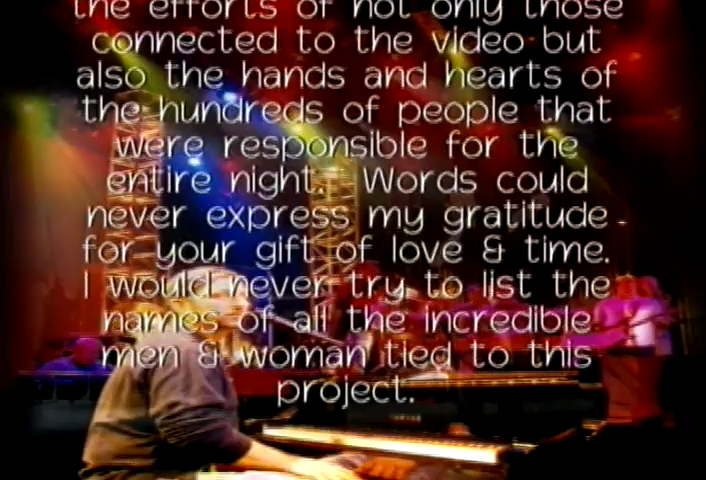 the efforts of not only those
connected to the video but
also the hands and hearts of
the hundreds of people that
were responsible for the
entire night. Words could
never express my gratitude
for your gift of love & time.
I would never try to list the
names of all the incredible
men & woman tied to this
project.